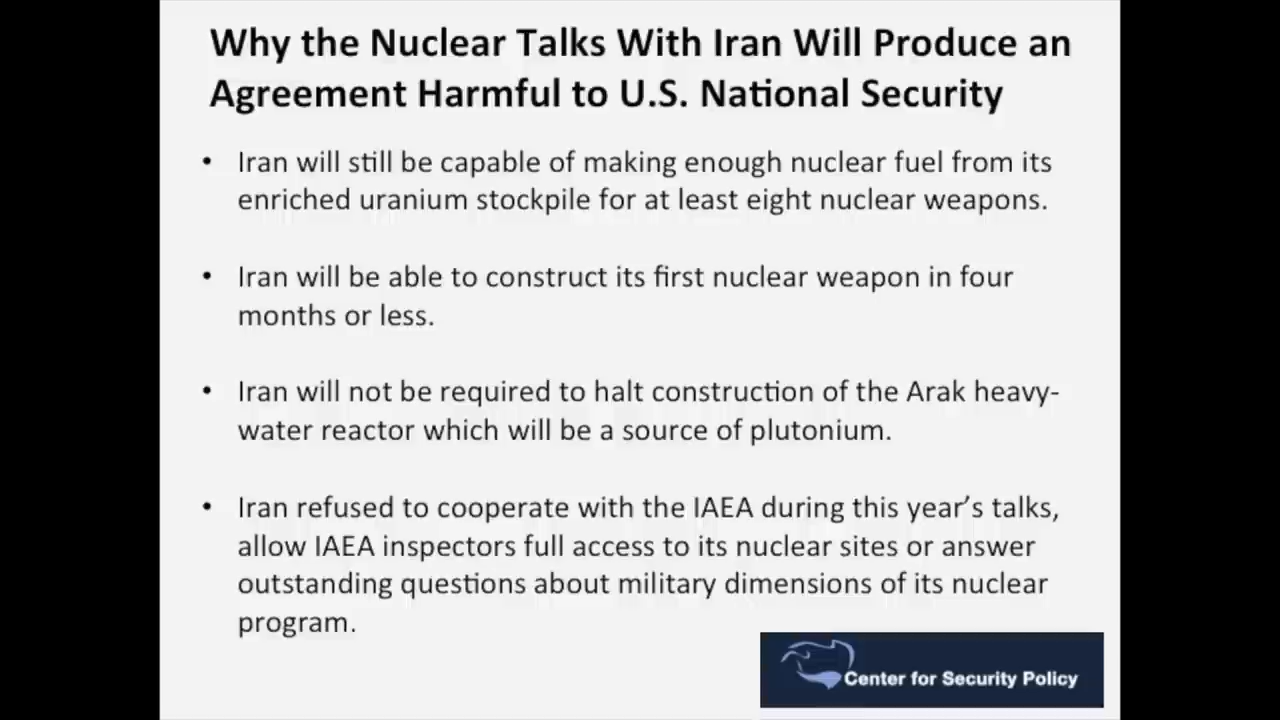 Why the Nuclear Talks With Iran Will Produce an
Agreement Harmful to U.S. National Security
• Iran will still be capable of making enough nuclear fuel from its
enriched uranium stockpile for at least eight nuclear weapons.
• Iran will be able to construct its first nuclear weapon in four
months or less.
• Iran will not be required to halt construction of the Arak heavy-
water reactor which will be a source of plutonium.
• Iran refused to cooperate with the IAEA during this year’s talks,
allow IAEA inspectors full access to its nuclear sites or answer
outstanding questions about military dimensions of its nuclear
program.
Center for Security Policy